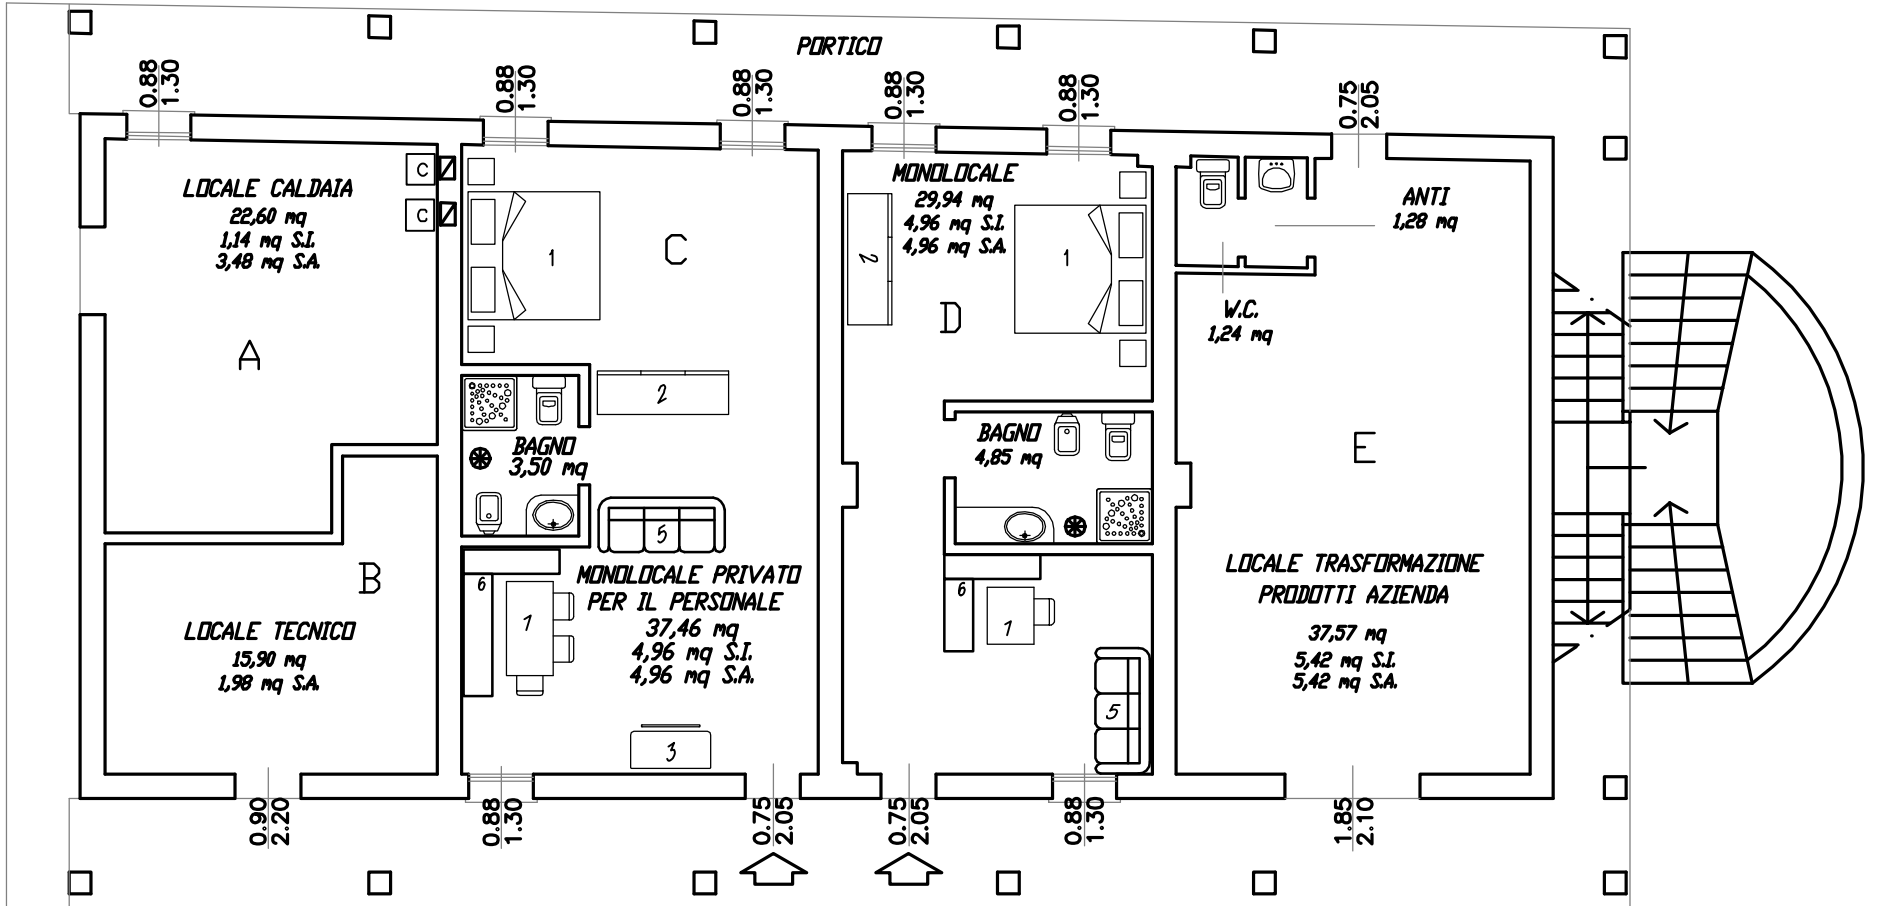 PORTICO
0.88
1.30
0.88
1.30
0.88
1.30
0.88
1.30
0.88
1.30
0.75
2.05
LOCALE CALDAIA
22,60 mq
1,14 mq S.I.
3,48 mq S.A.
C
C
A
1
C
2
BAGNO
3,50 mq
5
MONOLOCALE PRIVATO
PER IL PERSONALE
37,46 mq
4,96 mq S.I.
4,96 mq S.A.
6
1
3
B
LOCALE TECNICO
15,90 mq
1,98 mq S.A.
MONOLOCALE
29,94 mq
4,96 mq S.I.
4,96 mq S.A.
2
1
D
BAGNO
4,85 mq
6
1
5
ANTI
1,28 mq
W.C.
1,24 mq
E
LOCALE TRASFORMAZIONE
PRODOTTI AZIENDA
37,57 mq
5,42 mq S.I.
5,42 mq S.A.
0.90
2.20
0.88
1.30
0.75
2.05
0.75
2.05
0.88
1.30
1.85
2.10